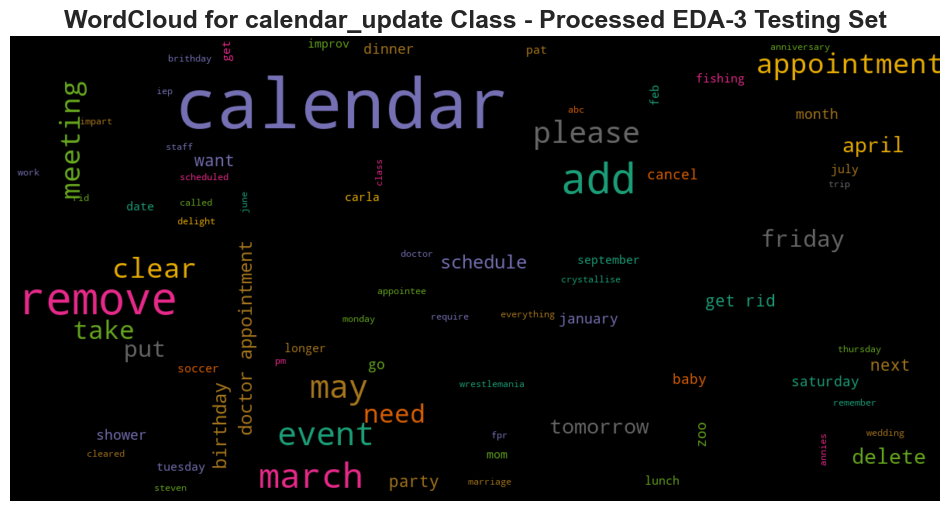 WordCloud for calendar_update Class - Processed EDA-3 Testing Set
improv
dinner
get
pat
anniversary
brithday
appointment
fishing
iep
calendar
feb
abc
month
meeting
impart
please
april
staff
want
work
scheduled
class
add
cancel
july
trip
id
date
called
june
carla
delight
friday
doctor
schedule
september
clear
crystallise
remove
appointee
get rid
take
monday
require
everything
january
doctor appointment
put
longer
thursday
pm
go
soccer
next
may
wrestlemania
baby
saturday
birthday
need
remember
shower
event
fpr
tomorrow
zoo
wedding
cleared
mom
annies
delete
tuesday
march
party
marriage
lunch
steven